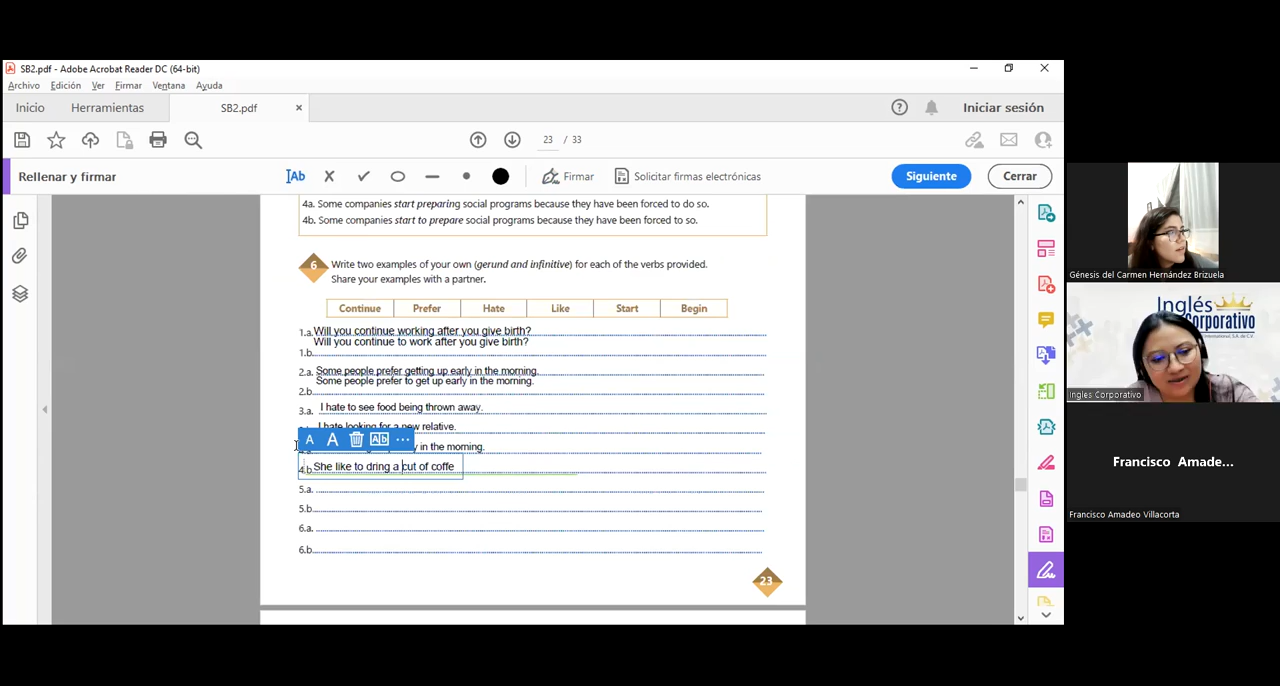 SB2.pdf - Adobe Acrobat Reader DC (64-bit)
Archivo Edición Ver Firmar Ventana Ayuda
Inicio Herramientas SB2.pdf Iniciar sesión
23 / 33
Rellenar y firmar Ab Firmar Solicitar firmas electrónicas Siguiente Cerrar
4a. Some companies start preparing social programs because they have been forced to do so.
4b. Some companies start to prepare social programs because they have been forced to so.
6 Write two examples of your own (gerund and infinitive) for each of the verbs provided.
Share your examples with a partner.
Continue Prefer Hate Like Start Begin
1.a. Will you continue working after you give birth?
Will you continue to work after you give birth?
1.b.
2.a. Some people prefer getting up early in the morning.
Some people prefer to get up early in the morning.
2.b.
3.a. I hate to see food being thrown away.
I hate looking for a new relative.
A A Ab ...
in the morning.
4.b. She like to dring a cut of coffe
5.a.
5.b.
6.a.
6.b.
23
Génesis del Carmen Hernández Brizuela
Inglés
Corporativo
International, S.A. de C.V.
Ingles Corporativo
Francisco Amade...
Francisco Amadeo Villacorta